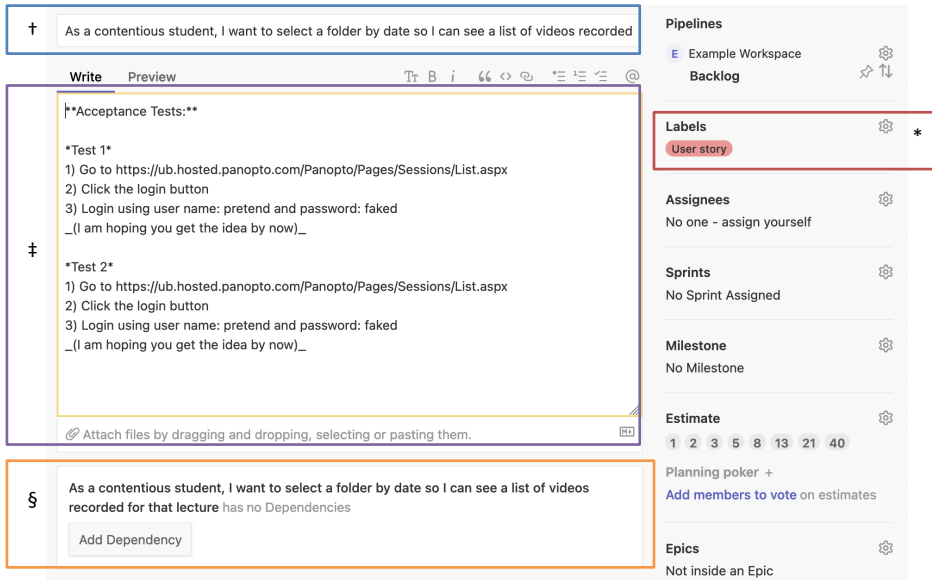 †
As a contentious student, I want to select a folder by date so I can see a list of videos recorded
Write Preview
Tr B i “ <> @
**Acceptance Tests:**
*Test 1*
1) Go to https://ub.hosted.panopto.com/Panopto/Pages/Sessions/List.aspx
2) Click the login button
3) Login using user name: pretend and password: faked
_(I am hoping you get the idea by now)_
‡
*Test 2*
1) Go to https://ub.hosted.panopto.com/Panopto/Pages/Sessions/List.aspx
2) Click the login button
3) Login using user name: pretend and password: faked
_(I am hoping you get the idea by now)_
Attach files by dragging and dropping, selecting or pasting them.
M↓
§
As a contentious student, I want to select a folder by date so I can see a list of videos
recorded for that lecture has no Dependencies
Add Dependency
Pipelines
E Example Workspace
Backlog
Labels
*
User story
Assignees
No one - assign yourself
Sprints
No Sprint Assigned
Milestone
No Milestone
Estimate
1 2 3 5 8 13 21 40
Planning poker +
Add members to vote on estimates
Epics
Not inside an Epic